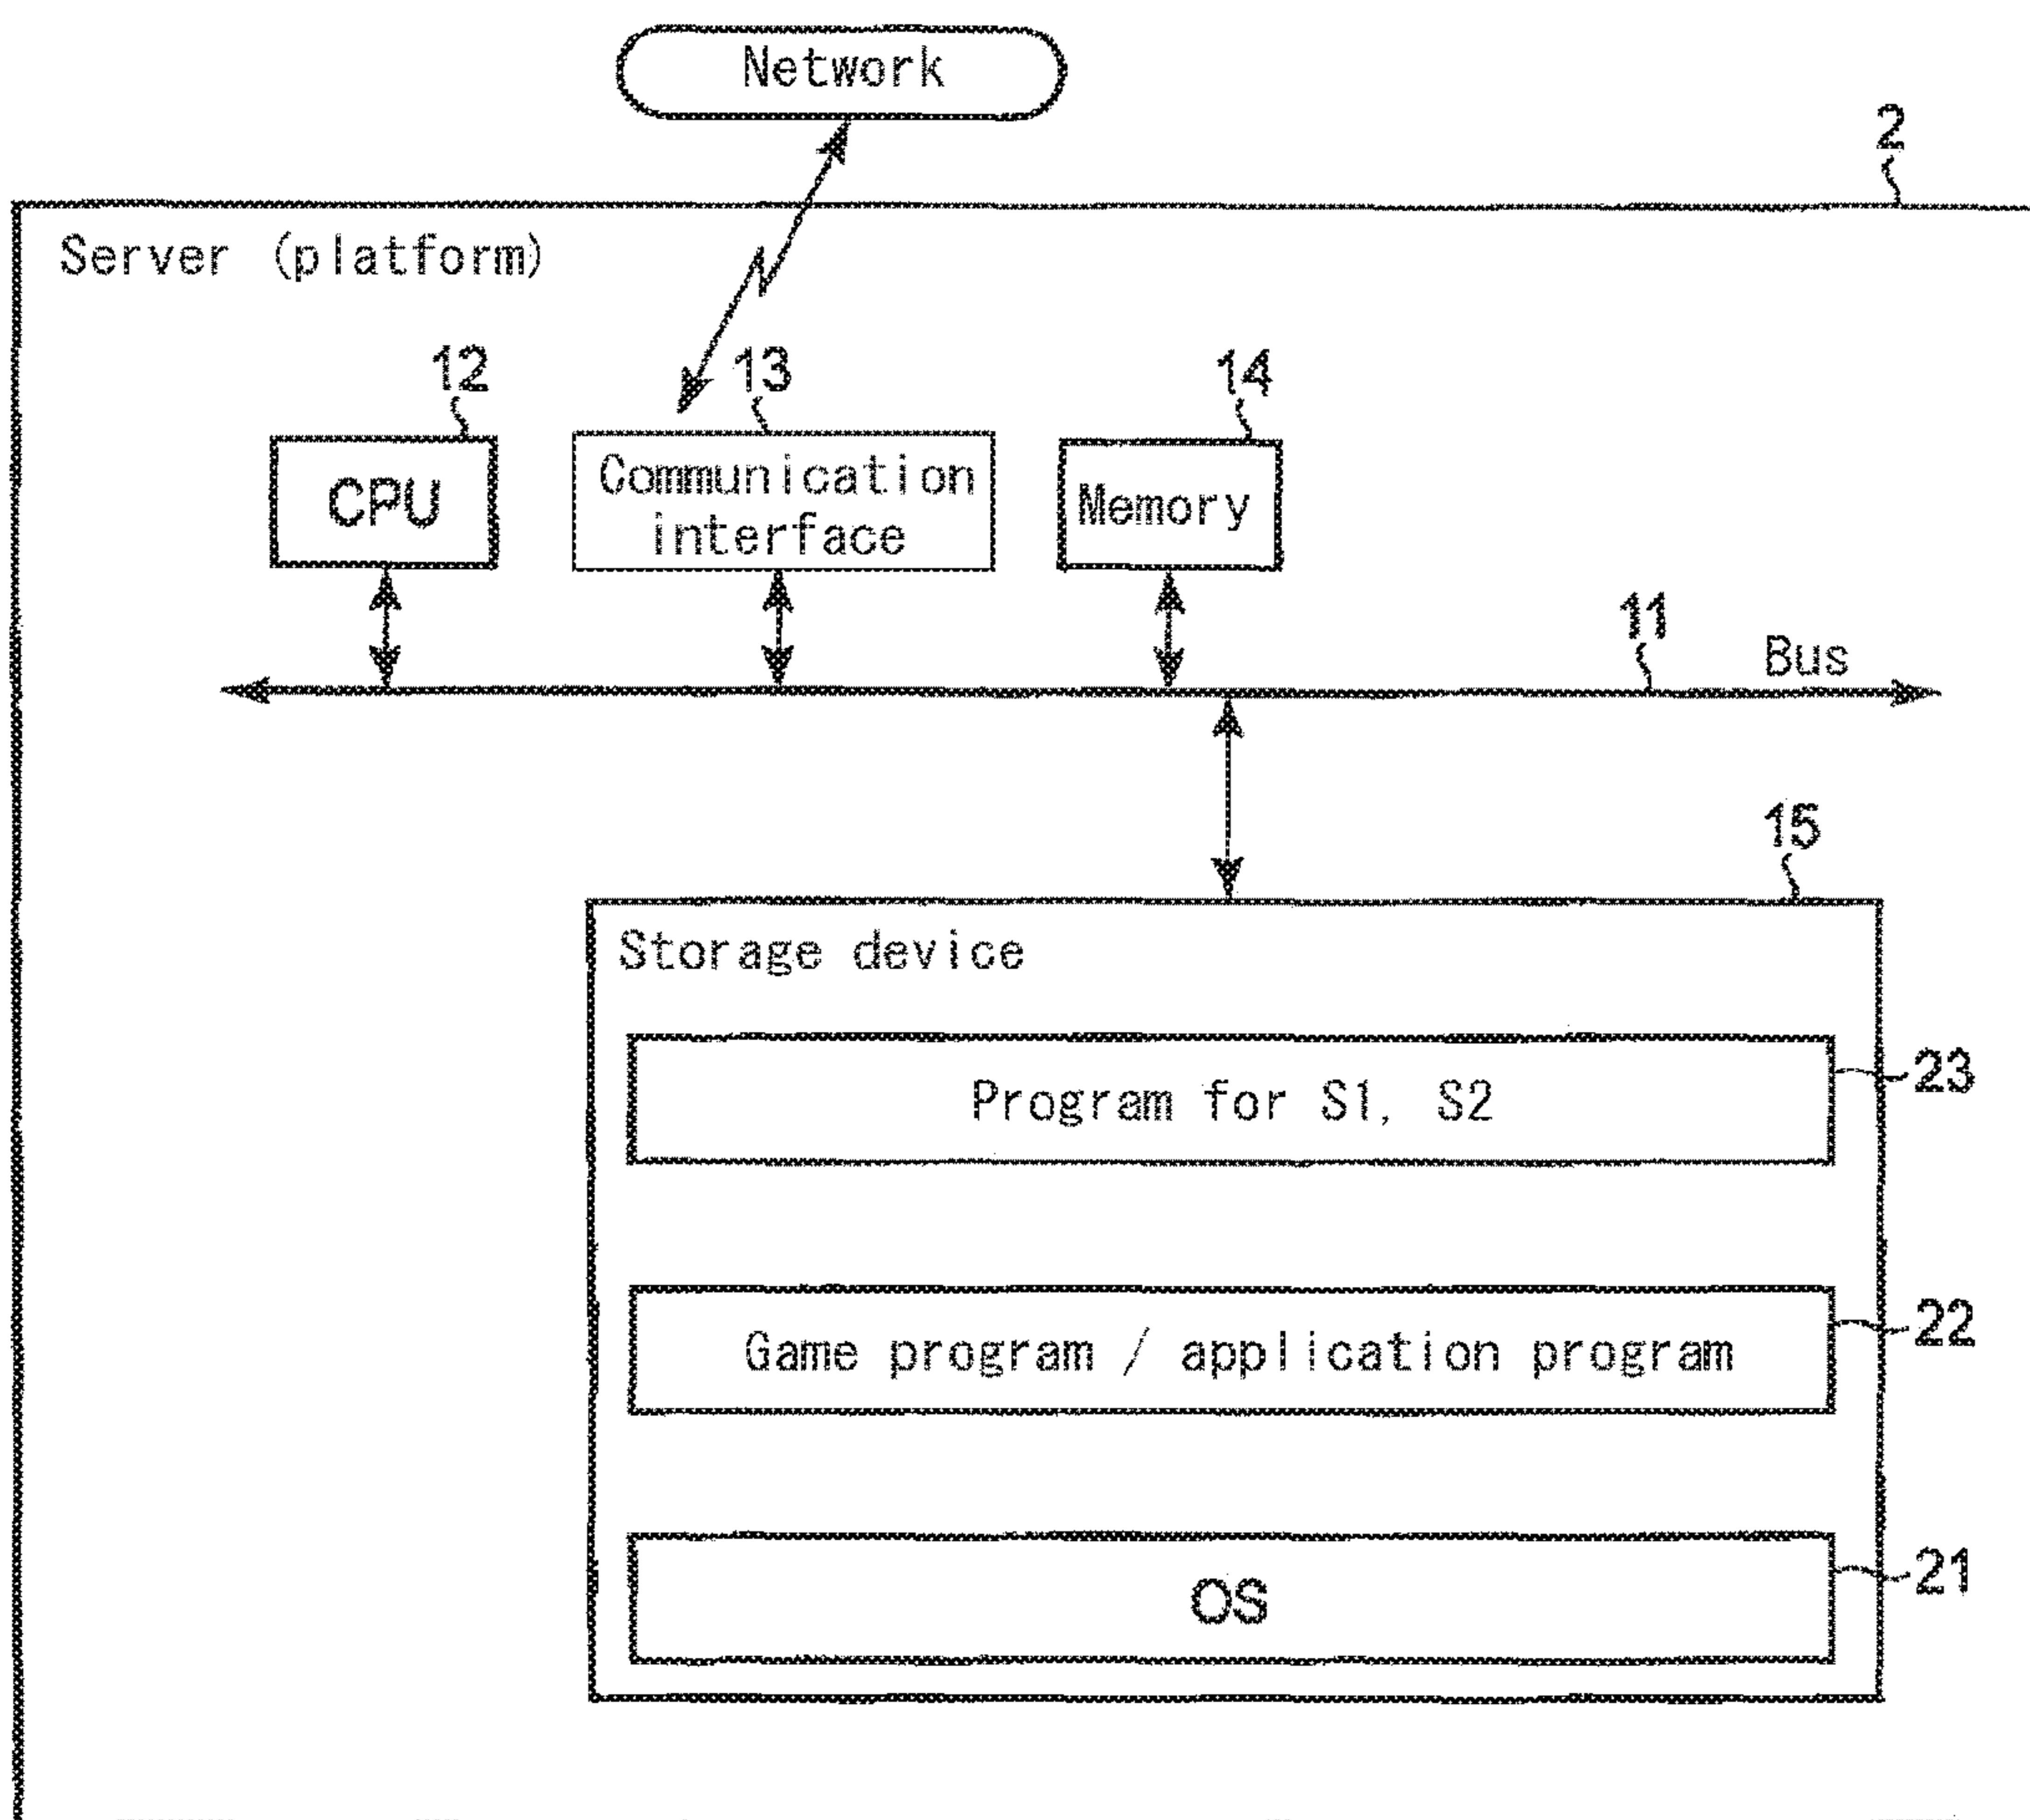 Network
2
Server (platform)
12
13
14
CPU
Communication
interface
Memory
11
Bus
15
Storage device
Program for S1, S2
23
Game program / application program
22
OS
21